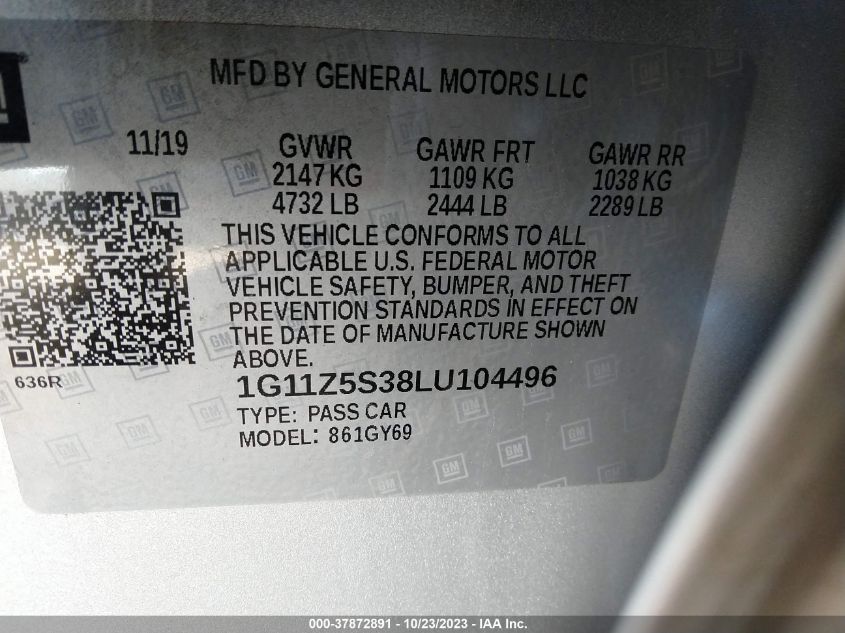 MFD BY GENERAL MOTORS LLC
11/19 GVWR GAWR FRT GAWR RR
2147 KG 1109 KG 1038 KG
4732 LB 2444 LB 2289 LB
THIS VEHICLE CONFORMS TO ALL
APPLICABLE U.S. FEDERAL MOTOR
VEHICLE SAFETY, BUMPER, AND THEFT
PREVENTION STANDARDS IN EFFECT ON
THE DATE OF MANUFACTURE SHOWN
ABOVE.
636R
1G11Z5S38LU104496
TYPE: PASS CAR
MODEL: 861GY69
000-37872891 - 10/23/2023 - IAA Inc.